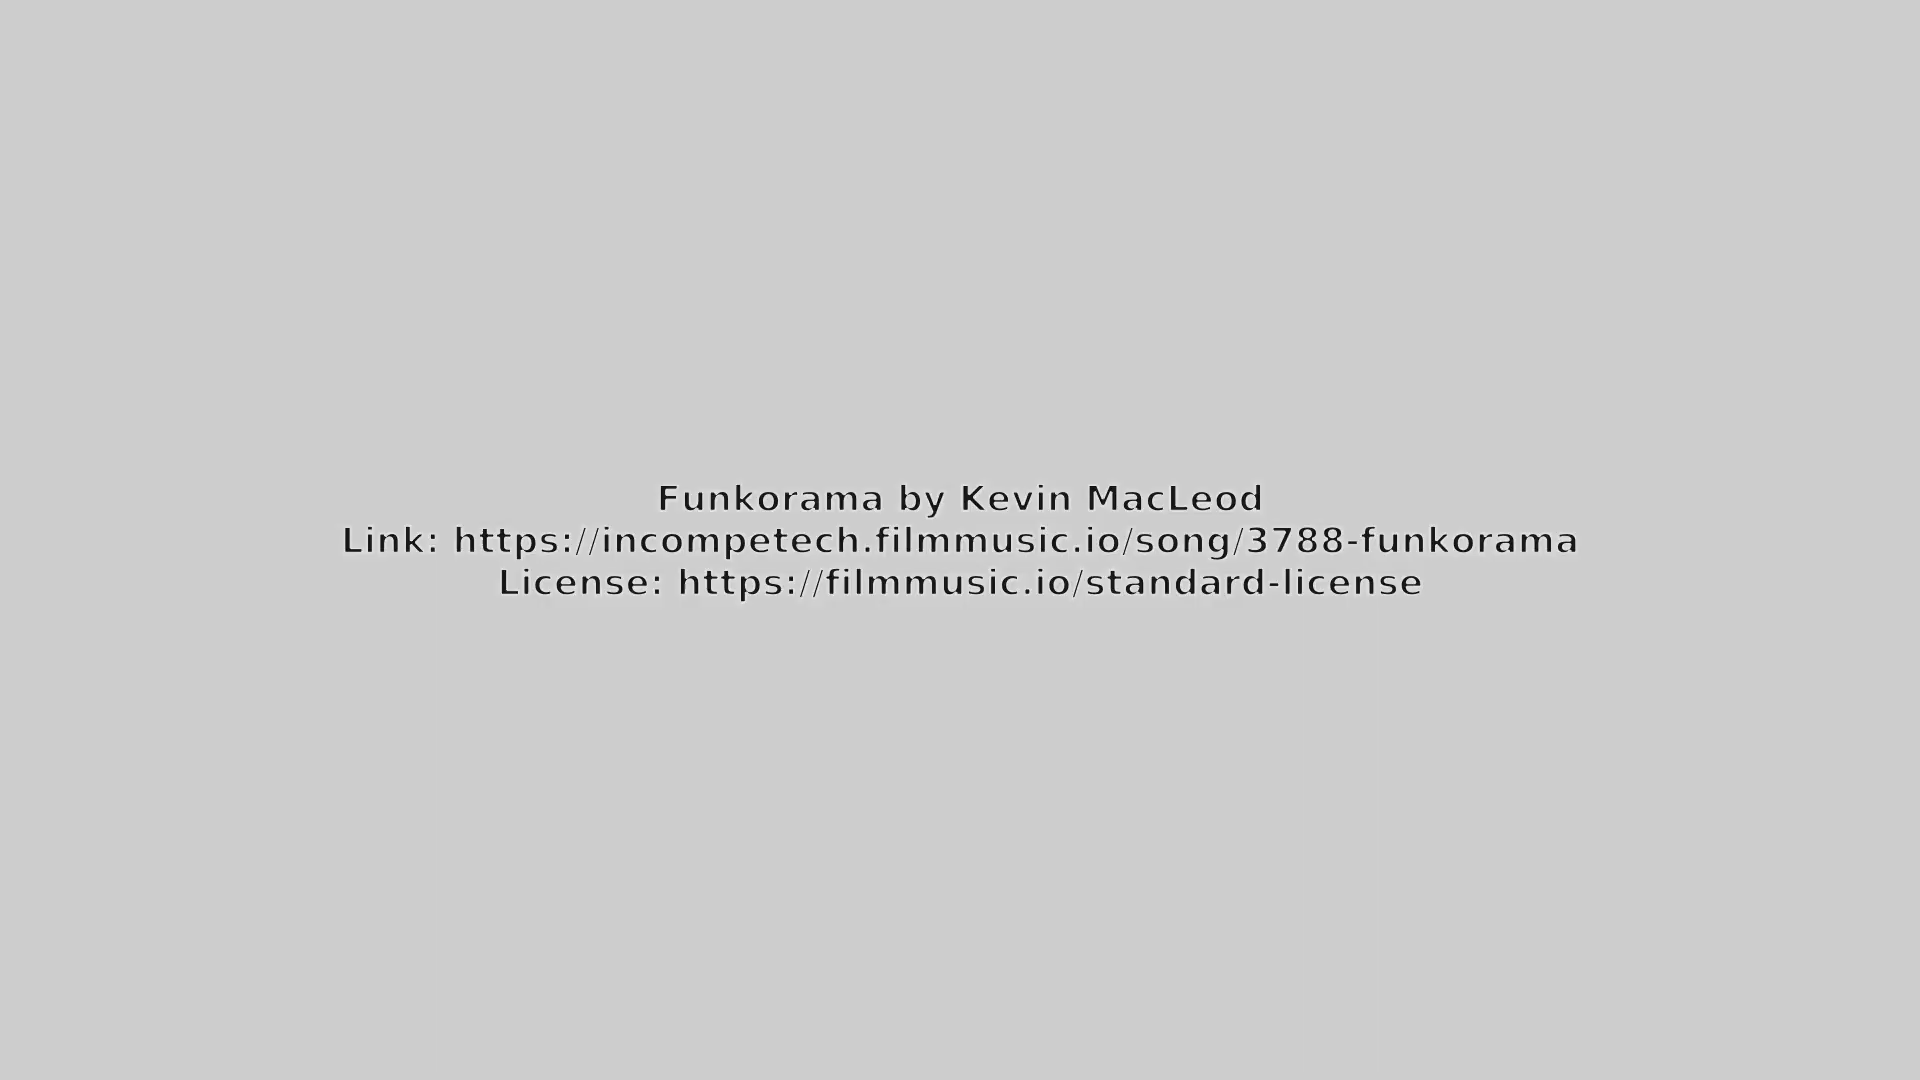 Funkorama by Kevin MacLeod
Link: https://incompetech.filmmusic.io/song/3788-funkorama
License: https://filmmusic.io/standard-license